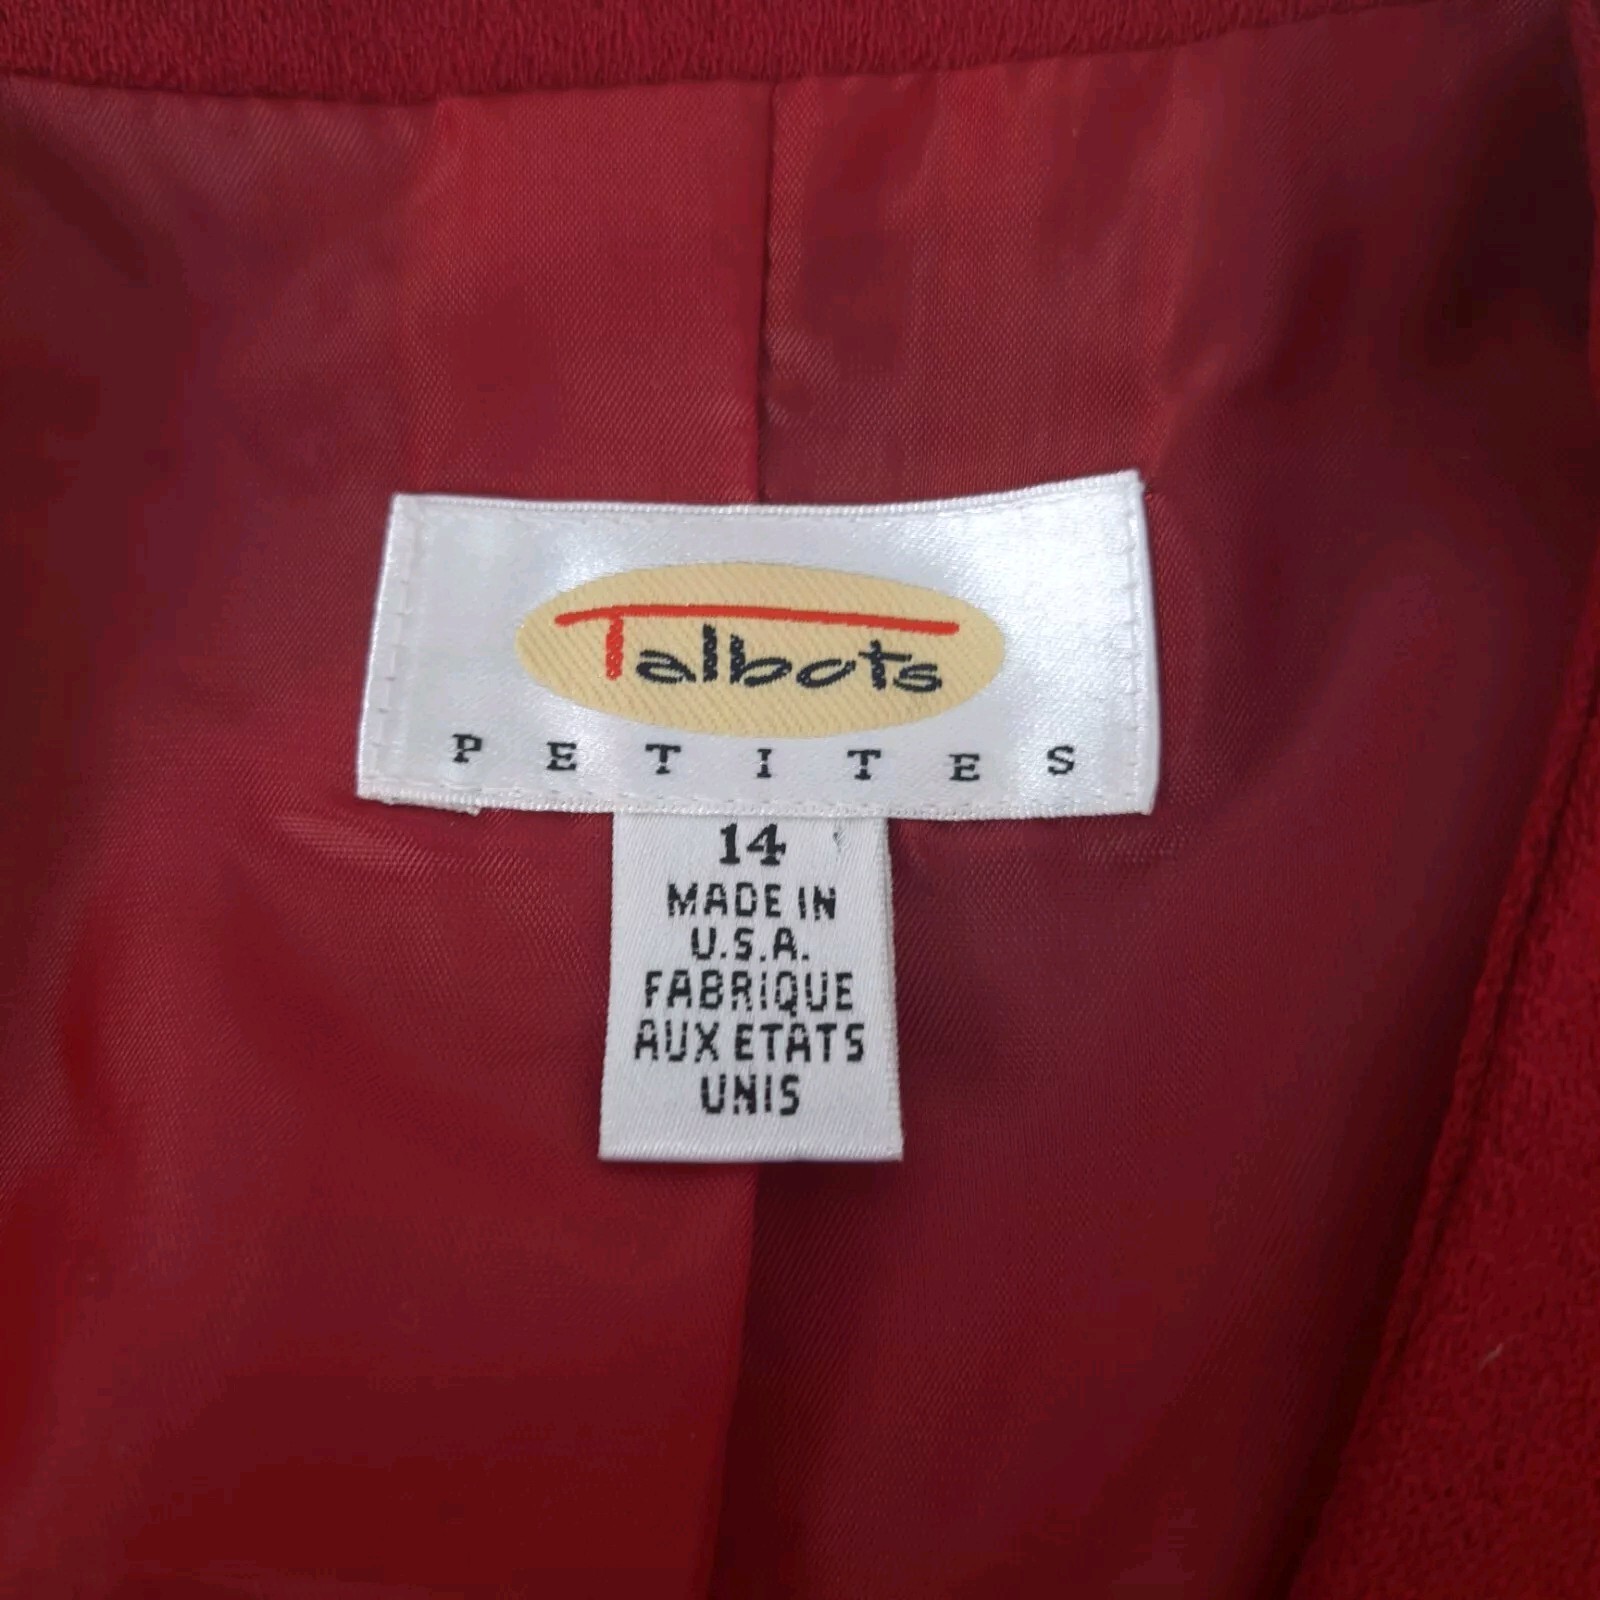 Talbots
PETITES
14
MADE IN
U.S.A.
FABRIQUE
AUX ETATS
UNIS